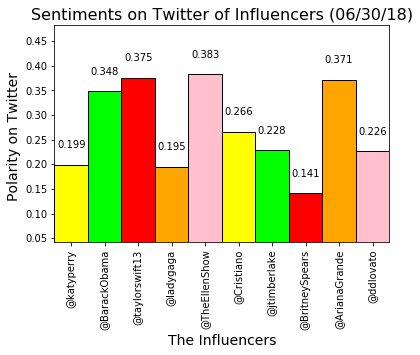 Sentiments on Twitter of Influencers (06/30/18)
Polarity on Twitter
0.45
0.40
0.35
0.30
0.25
0.20
0.15
0.10
0.05
0.199
0.348
0.375
0.195
0.383
0.266
0.228
0.141
0.371
0.226
@katyperry
@BarackObama
@taylorswift13
@ladygaga
@TheEllenShow
@Cristiano
@jtimberlake
@BritneySpears
@ArianaGrande
@ddlovato
The Influencers